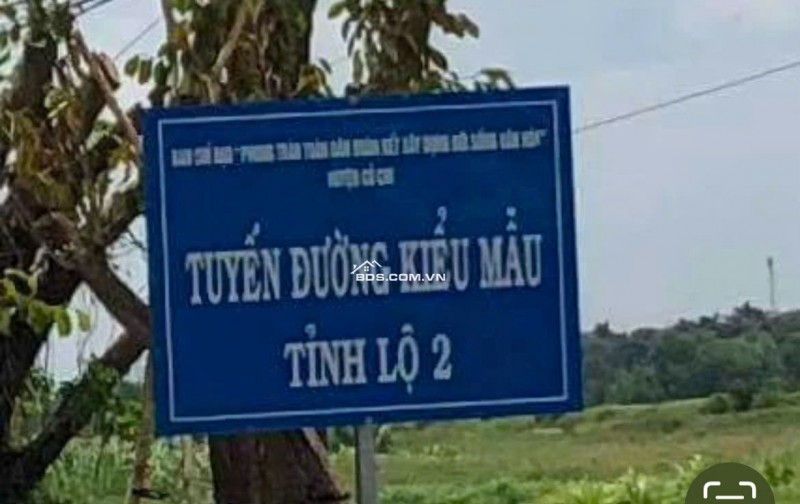 BAN CHỈ ĐẠO "PHONG TRÀO TOÀN DÂN ĐOÀN KẾT XÂY DỰNG ĐỜI SỐNG VĂN HÓA"
HUYỆN CỦ CHI
TUYẾN ĐƯỜNG KIỂU MẪU
BDS.COM.VN
TỈNH LỘ 2